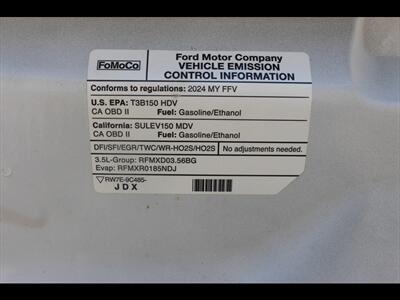 FoMoCo
Ford Motor Company
VEHICLE EMISSION
CONTROL INFORMATION
Conforms to regulations: 2024 MY FFV
U.S. EPA: T3B150 HDV
CA OBD II Fuel: Gasoline/Ethanol
California: SULEV150 MDV
CA OBD II Fuel: Gasoline/Ethanol
DFI/SFI/EGR/TWC/WR-HO2S/HO2S No adjustments needed.
3.5L-Group: RFMXD03.56BG
Evap: RFMXR0185NDJ
RW7E-9C485-
JDX